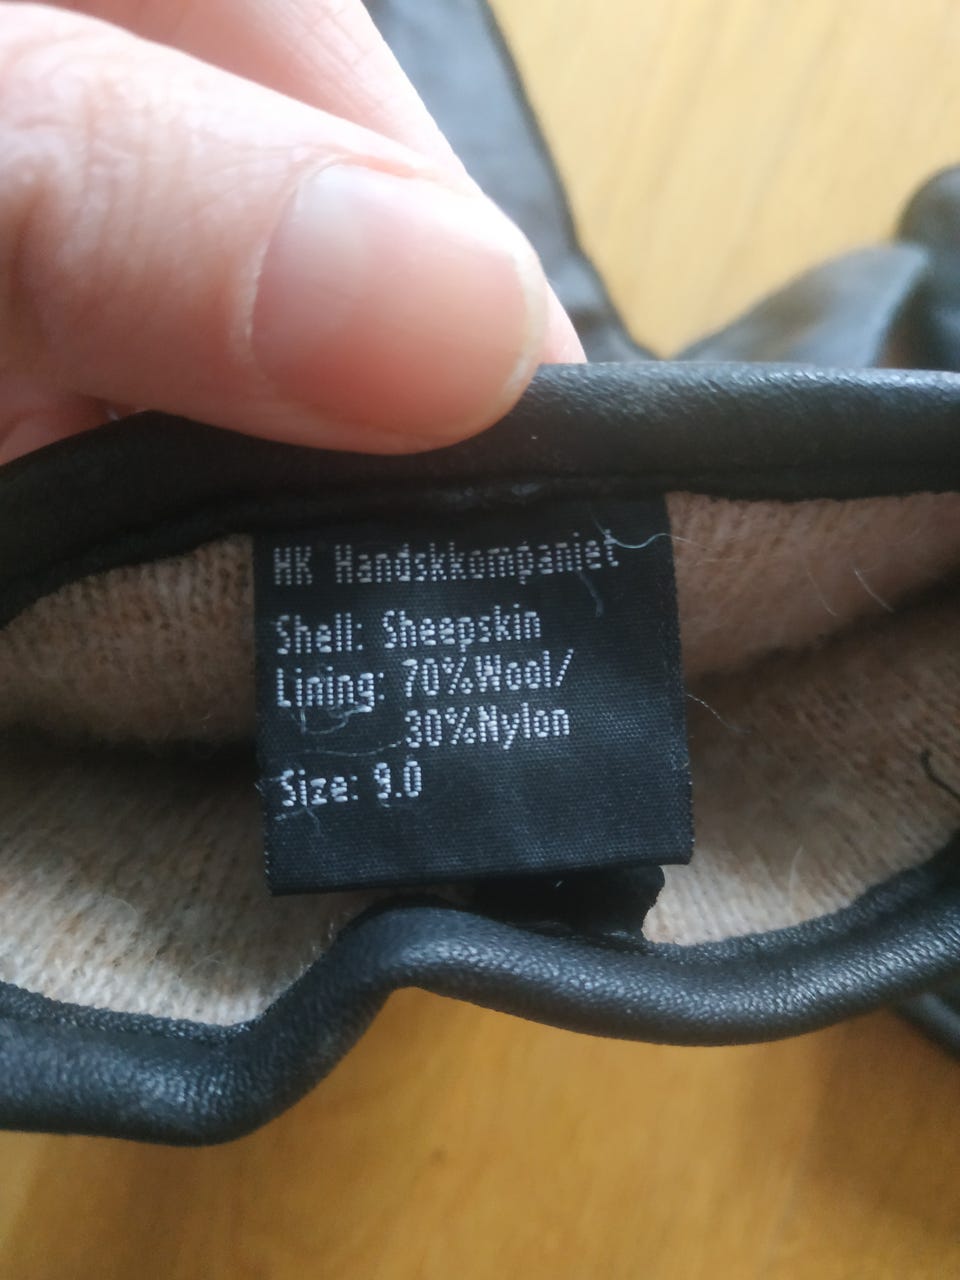 HK Handskkompaniet
Shell: Sheepskin
Lining: 70%Wool/
30%Nylon
Size: 9.0